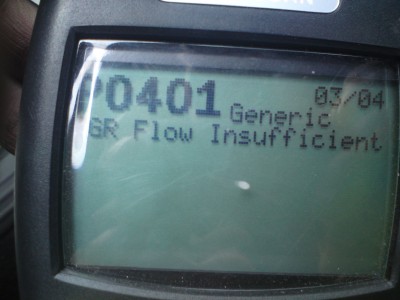 P0401 Generic 03/04
GR Flow Insufficient